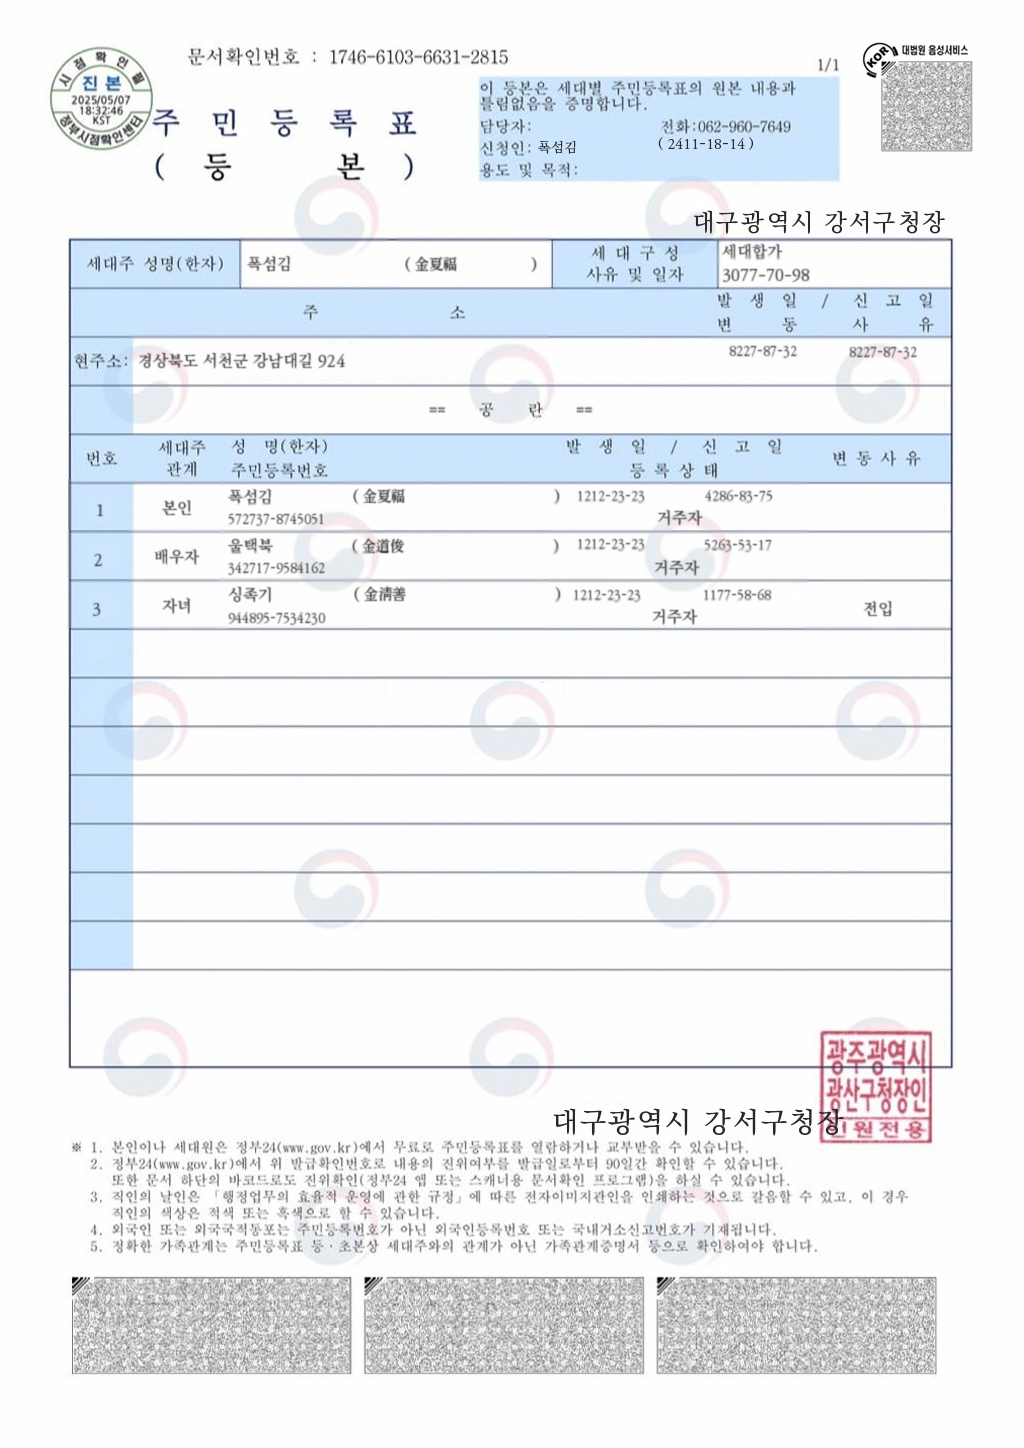 문서확인번호 : 1746-6103-6631-2815
시 점 확 인 필
진 본
2025/05/07
18:32:46
KST
정부시점확인센터
주 민 등 록 표
( 등 본 )
1/1
이 등본은 세대별 주민등록표의 원본 내용과
틀림없음을 증명합니다.
담당자: 전화:062-960-7649
신청인: 폭섬김 ( 2411-18-14 )
용도 및 목적:
KOR 대법원 음성서비스
대구광역시 강서구청장
세대주 성명(한자) 폭섬김 ( 金夏福 ) 세 대 구 성 사유 및 일자 세대합가
3077-70-98
주 소 발 생 일 / 신 고 일
변 동 사 유
현주소: 경상북도 서천군 강남대길 924 8227-87-32 8227-87-32
== 공 란 ==
번호 세대주 관계 성 명(한자) 주민등록번호 발 생 일 / 신 고 일 등 록 상 태 변 동 사 유
1 본인 폭섬김 ( 金夏福 ) 1212-23-23 4286-83-75
572737-8745051 거주자
2 배우자 울택북 ( 金道俊 ) 1212-23-23 5263-53-17
342717-9584162 거주자
3 자녀 싱족기 ( 金淸善 ) 1212-23-23 1177-58-68 전입
944895-7534230 거주자
광주광역시
광산구청장인
민원전용
대구광역시 강서구청장
※ 1. 본인이나 세대원은 정부24(www.gov.kr)에서 무료로 주민등록표를 열람하거나 교부받을 수 있습니다.
2. 정부24(www.gov.kr)에서 위 발급확인번호로 내용의 진위여부를 발급일로부터 90일간 확인할 수 있습니다.
또한 문서 하단의 바코드로도 진위확인(정부24 앱 또는 스캐너용 문서확인 프로그램)을 하실 수 있습니다.
3. 직인의 날인은 「행정업무의 효율적 운영에 관한 규정」에 따른 전자이미지관인을 인쇄하는 것으로 갈음할 수 있고, 이 경우
직인의 색상은 적색 또는 흑색으로 할 수 있습니다.
4. 외국인 또는 외국국적동포는 주민등록번호가 아닌 외국인등록번호 또는 국내거소신고번호가 기재됩니다.
5. 정확한 가족관계는 주민등록표 등·초본상 세대주와의 관계가 아닌 가족관계증명서 등으로 확인하여야 합니다.